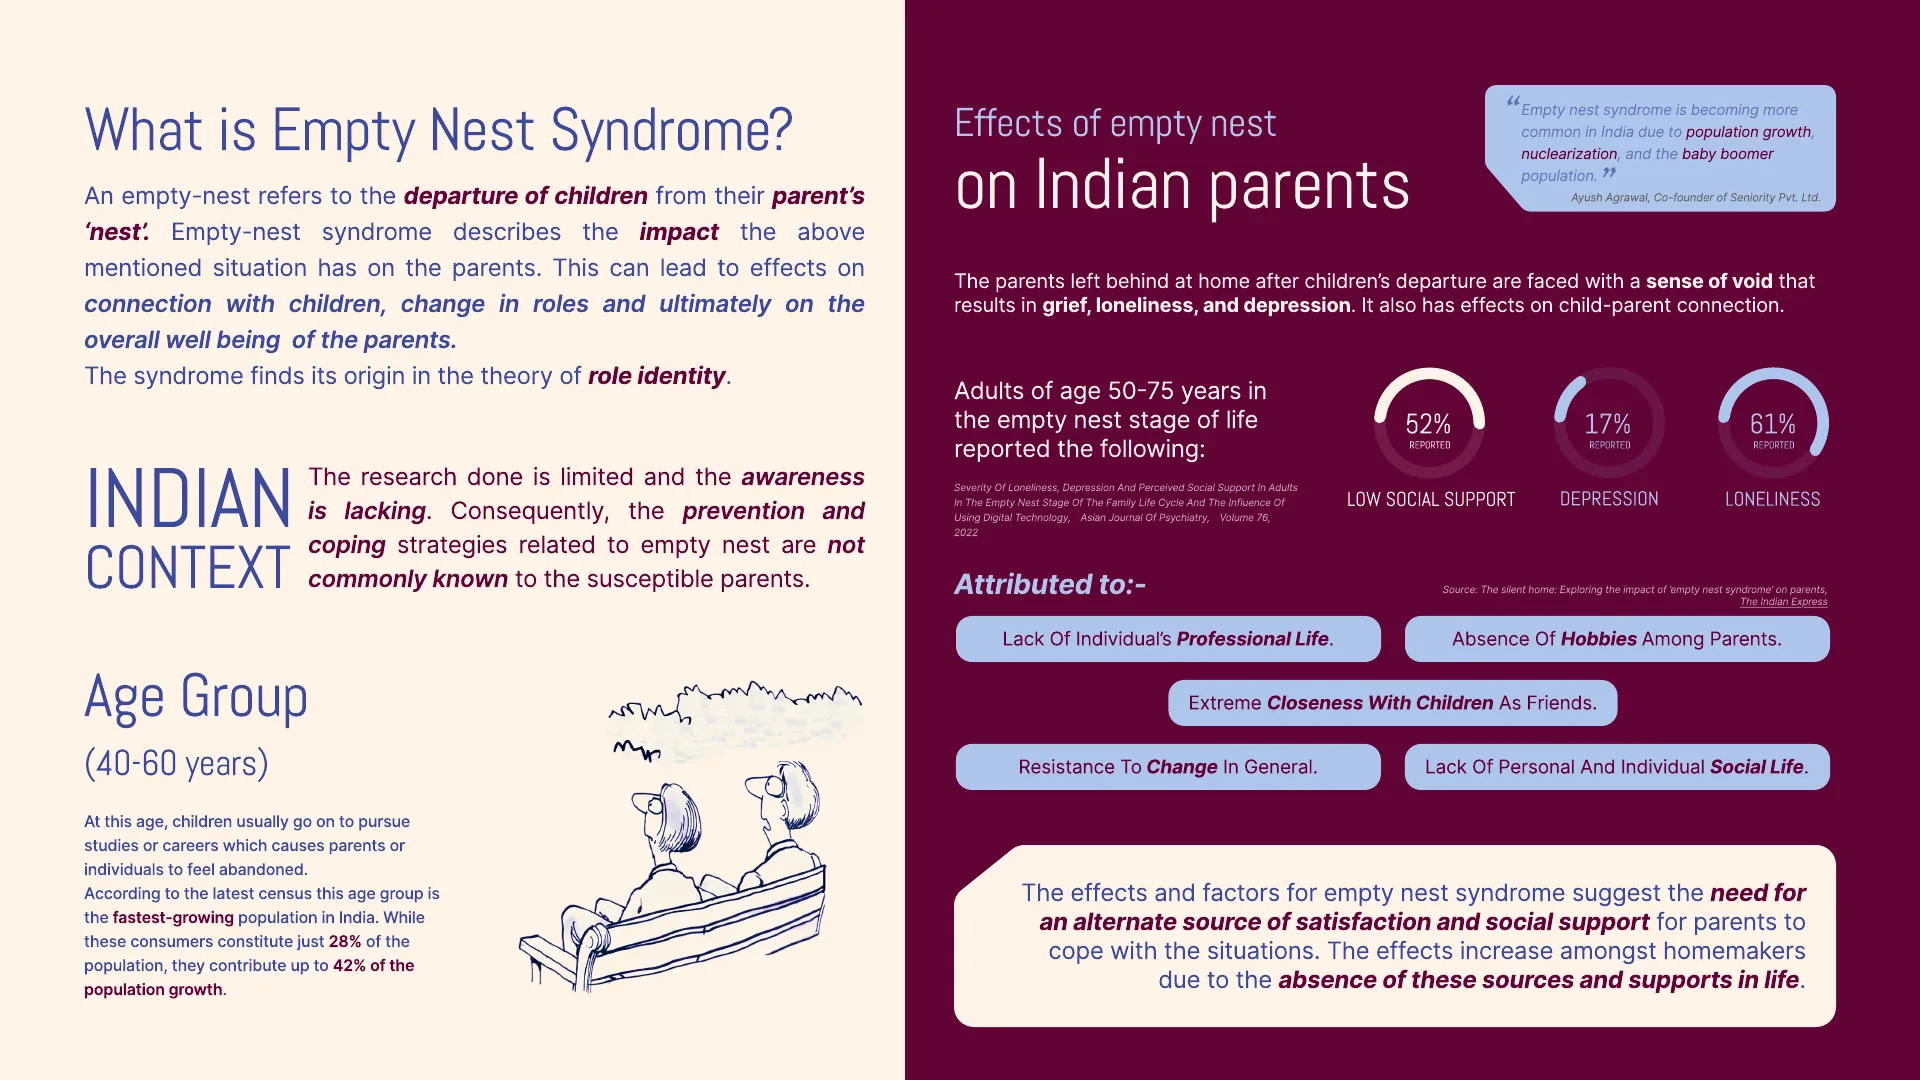 What is Empty Nest Syndrome?
An empty-nest refers to the departure of children from their parent’s
‘nest’. Empty-nest syndrome describes the impact the above
mentioned situation has on the parents. This can lead to effects on
connection with children, change in roles and ultimately on the
overall well being of the parents.
The syndrome finds its origin in the theory of role identity.
INDIAN
CONTEXT
The research done is limited and the awareness
is lacking. Consequently, the prevention and
coping strategies related to empty nest are not
commonly known to the susceptible parents.
Age Group
(40-60 years)
At this age, children usually go on to pursue
studies or careers which causes parents or
individuals to feel abandoned.
According to the latest census this age group is
the fastest-growing population in India. While
these consumers constitute just 28% of the
population, they contribute up to 42% of the
population growth.
Effects of empty nest
on Indian parents
“Empty nest syndrome is becoming more
common in India due to population growth,
nuclearization, and the baby boomer
population.”
Ayush Agrawal, Co-founder of Seniority Pvt. Ltd.
The parents left behind at home after children’s departure are faced with a sense of void that
results in grief, loneliness, and depression. It also has effects on child-parent connection.
Adults of age 50-75 years in
the empty nest stage of life
reported the following:
Severity Of Loneliness, Depression And Perceived Social Support In Adults
In The Empty Nest Stage Of The Family Life Cycle And The Influence Of
Using Digital Technology, Asian Journal Of Psychiatry, Volume 76,
2022
52%
REPORTED
LOW SOCIAL SUPPORT
17%
REPORTED
DEPRESSION
61%
REPORTED
LONELINESS
Attributed to:-
Source: The silent home: Exploring the impact of ‘empty nest syndrome’ on parents,
The Indian Express
Lack Of Individual’s Professional Life.
Absence Of Hobbies Among Parents.
Extreme Closeness With Children As Friends.
Resistance To Change In General.
Lack Of Personal And Individual Social Life.
The effects and factors for empty nest syndrome suggest the need for
an alternate source of satisfaction and social support for parents to
cope with the situations. The effects increase amongst homemakers
due to the absence of these sources and supports in life.